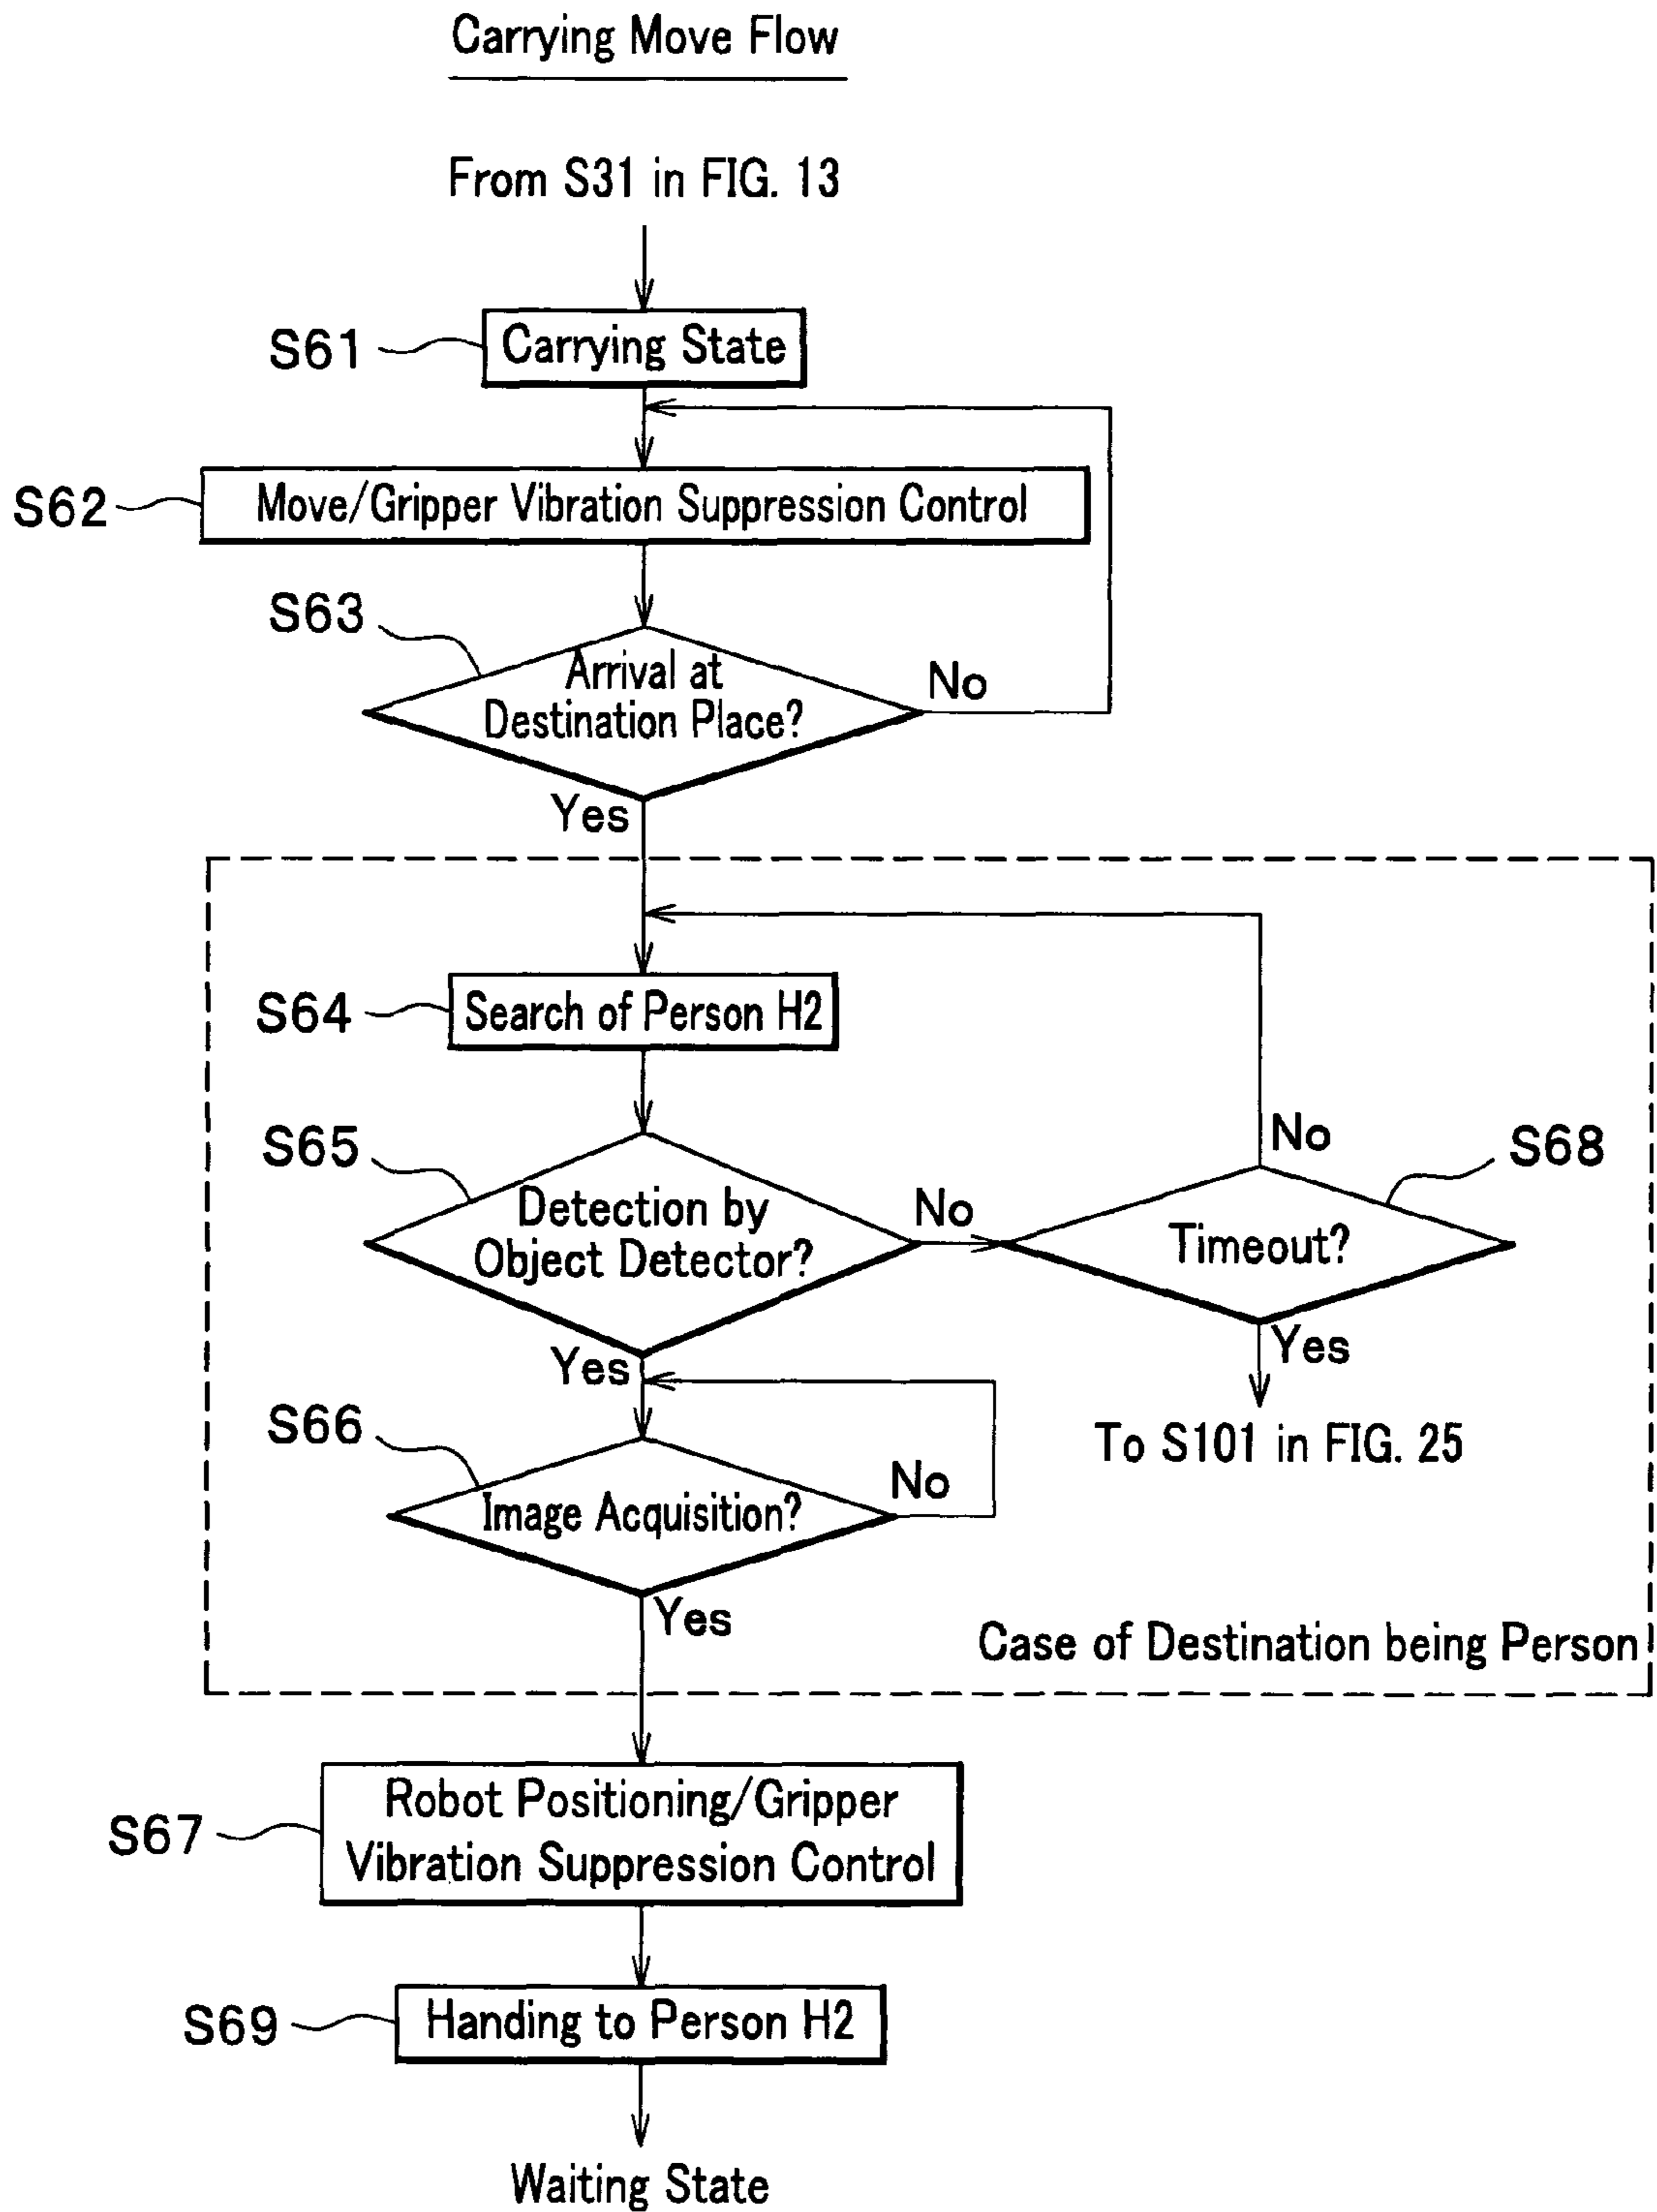 Carrying Move Flow
From S31 in FIG. 13
S61
Carrying State
S62
Move/Gripper Vibration Suppression Control
S63
Arrival at
Destination Place?
No
Yes
S64
Search of Person H2
S65
Detection by
Object Detector?
No
Yes
S68
Timeout?
No
Yes
To S101 in FIG. 25
S66
Image Acquisition?
No
Yes
Case of Destination being Person
S67
Robot Positioning/Gripper
Vibration Suppression Control
S69
Handing to Person H2
Waiting State